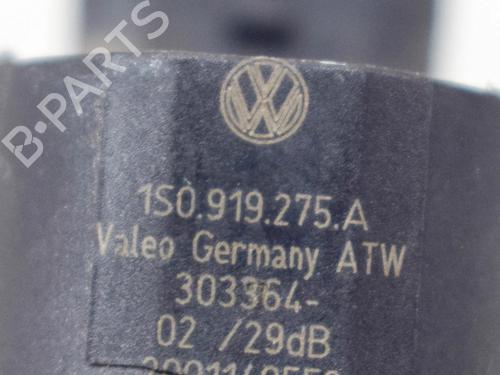 B-PARTS
1S0.919.275.A
Valeo Germany ATW
303364-
02 /29dB